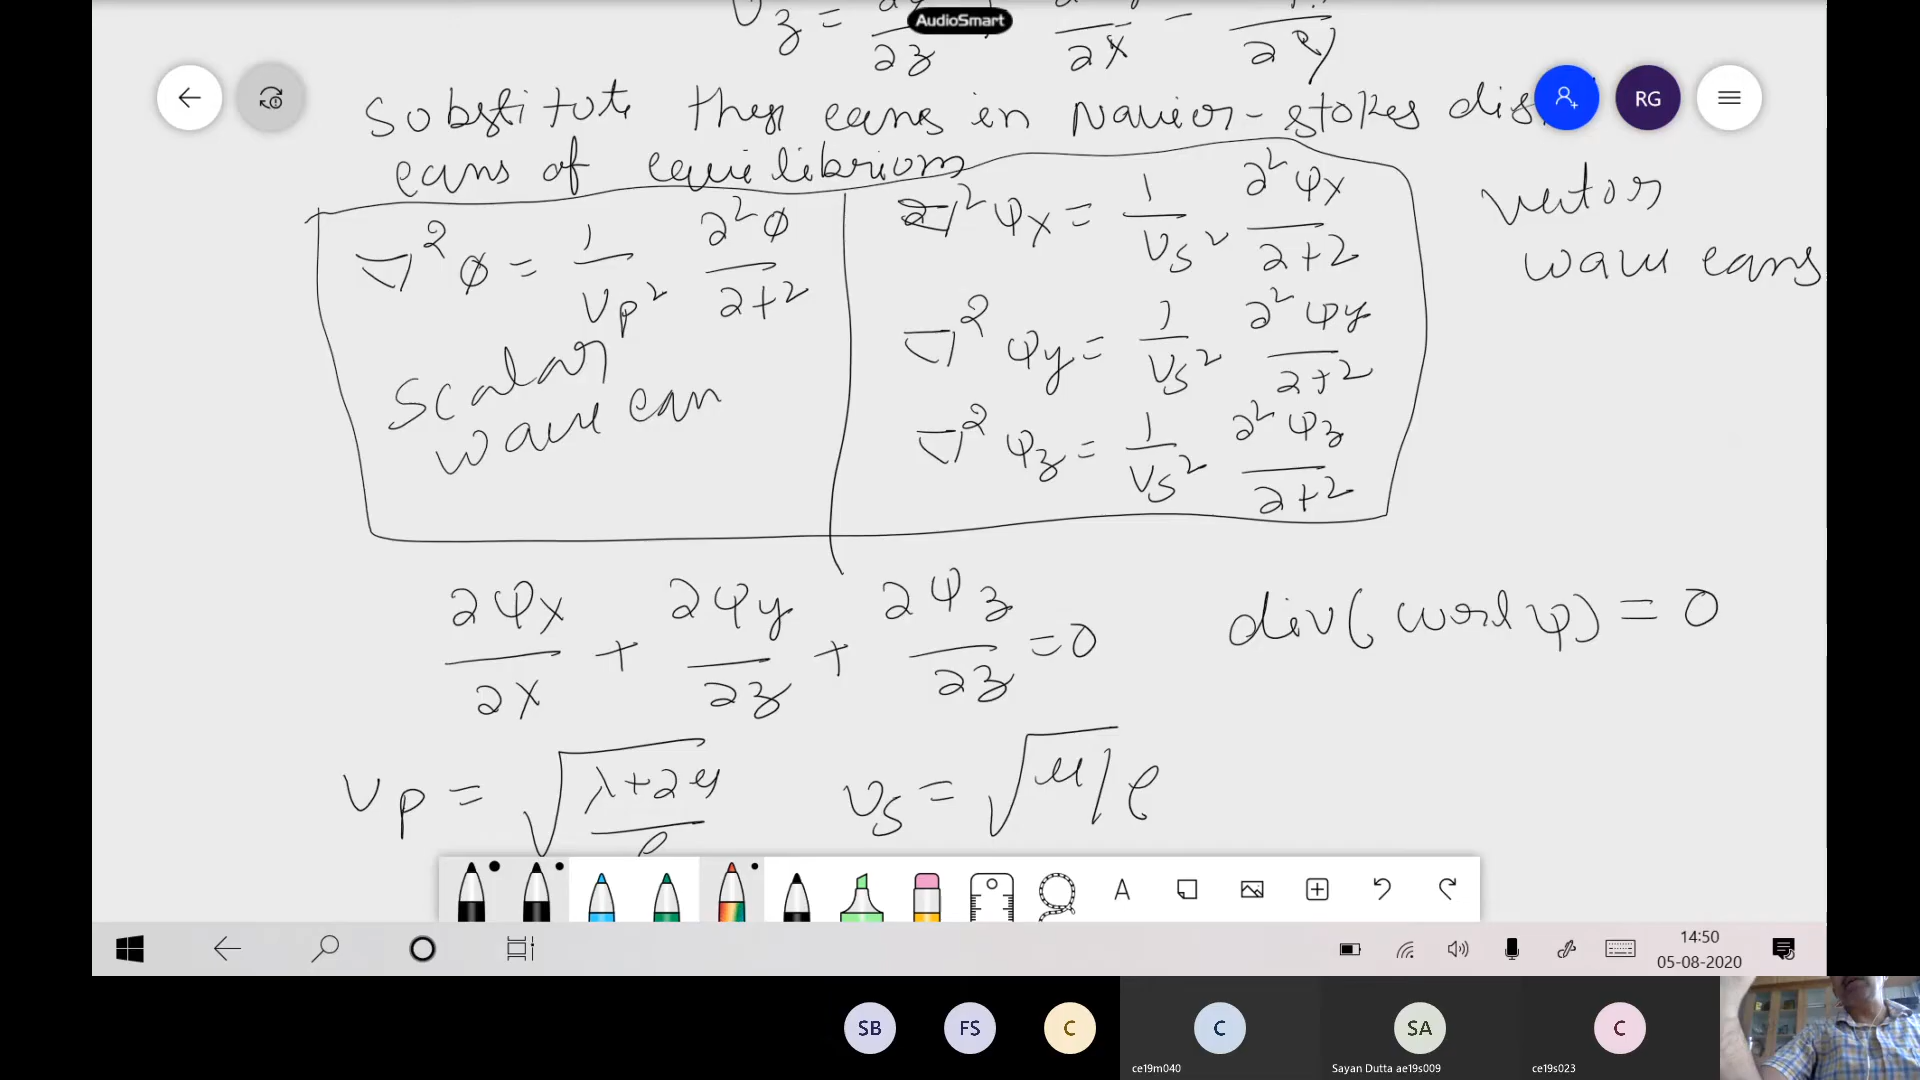 AudioSmart
υz = ∂z ∂x − ∂y
RG
Substitute these eqns in Navier-Stokes dis
eqns of equilibrium
∇²φ = 1/Vp² ∂²φ/∂t²
Scalar
wave eqn
∇²ψx = 1/Vs² ∂²ψx/∂t²
∇²ψy = 1/Vs² ∂²ψy/∂t²
∇²ψz = 1/Vs² ∂²ψz/∂t²
vector
wave eqns
∂ψx/∂x + ∂ψy/∂z + ∂ψz/∂z = 0
div(curl ψ) = 0
Vp = √((λ+2μ)/ρ)
Vs = √(μ/ρ)
A
14:50
05-08-2020
SB
FS
C
C
SA
C
ce19m040
Sayan Dutta ae19s009
ce19s023